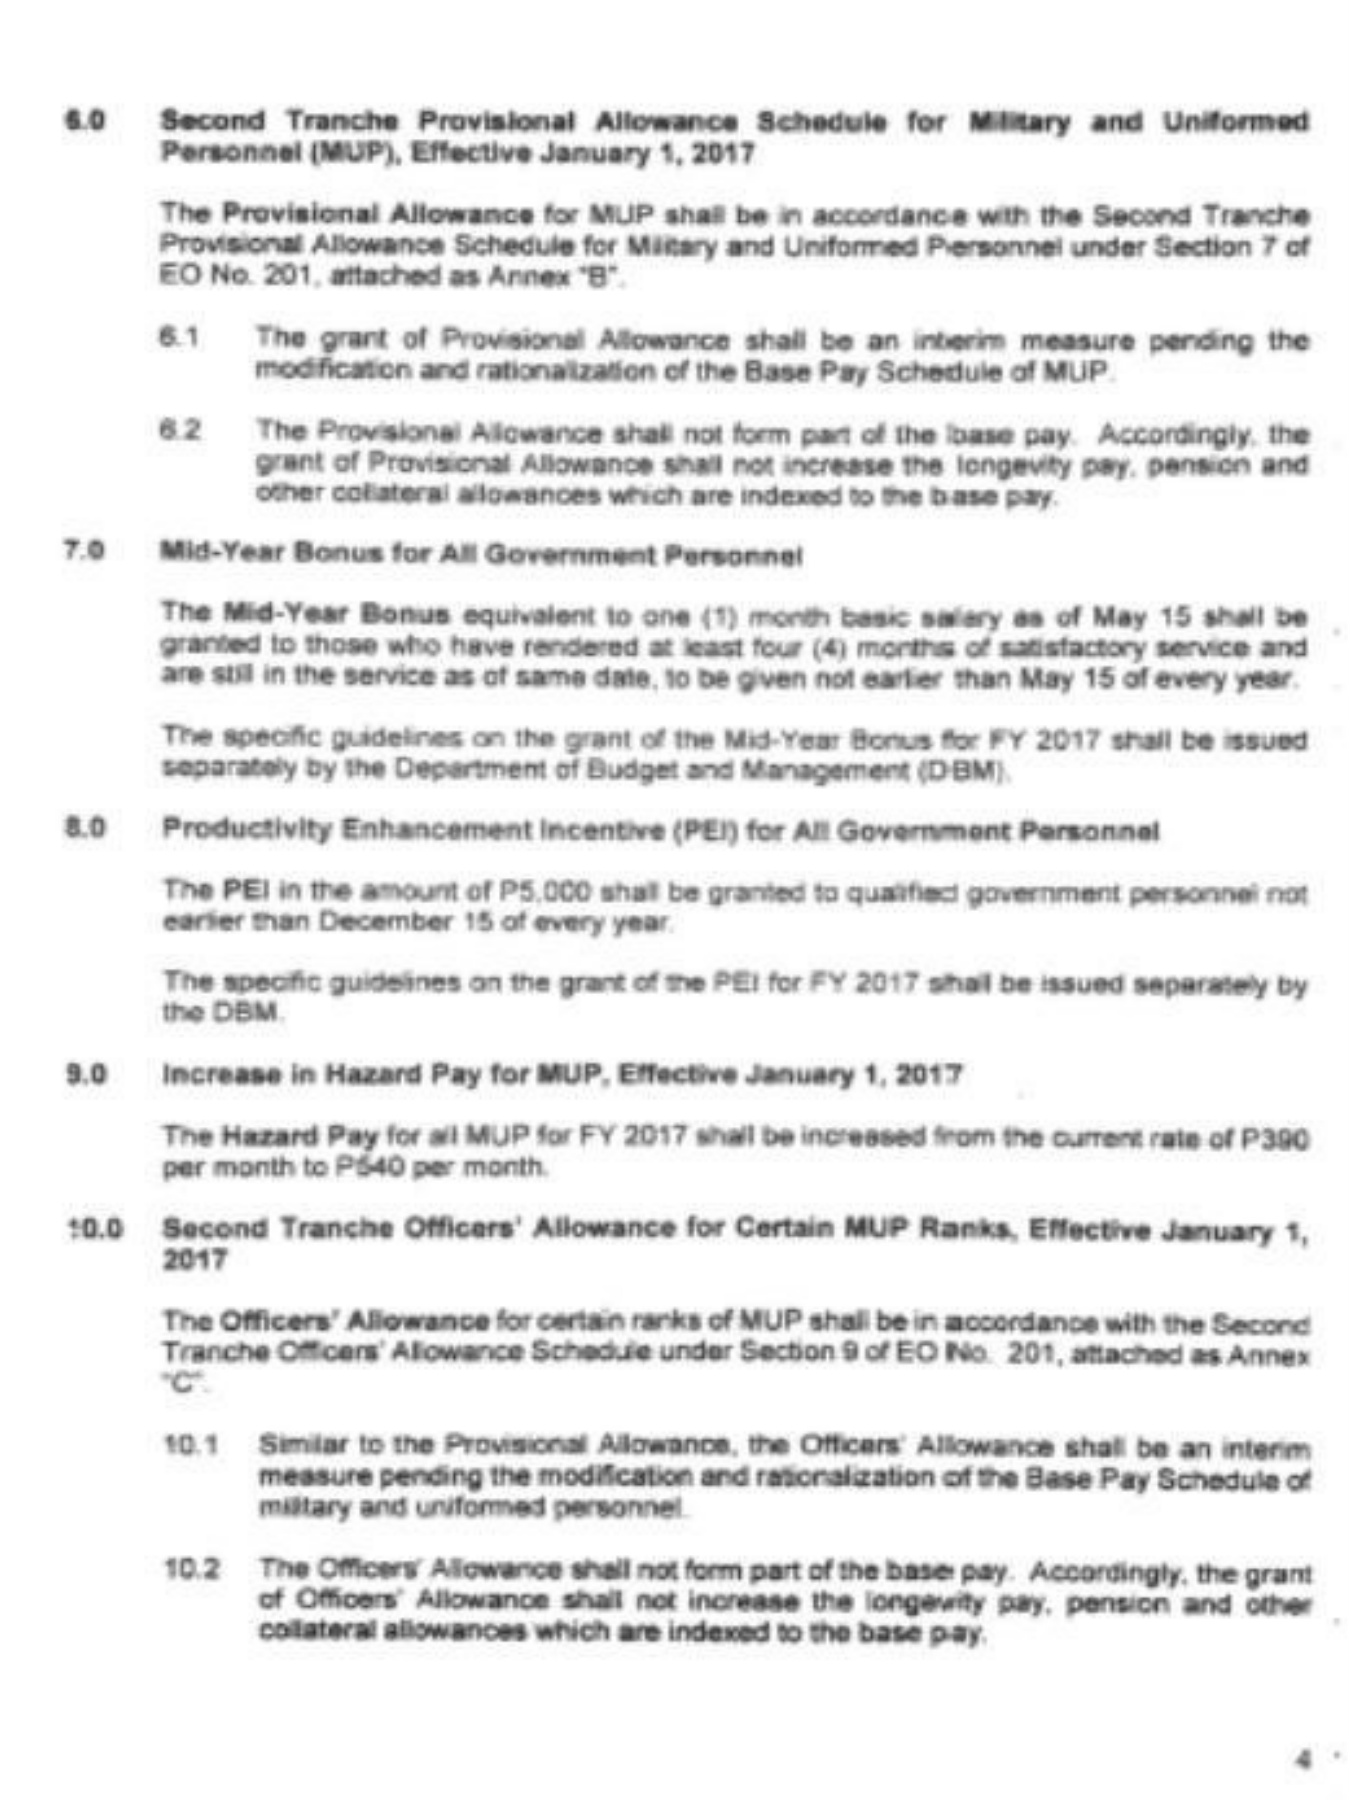 6.0 Second Tranche Provisional Allowance Schedule for Military and Uniformed
Personnel (MUP), Effective January 1, 2017
The Provisional Allowance for MUP shall be in accordance with the Second Tranche
Provisional Allowance Schedule for Military and Uniformed Personnel under Section 7 of
EO No. 201, attached as Annex "B".
6.1 The grant of Provisional Allowance shall be an interim measure pending the
modification and rationalization of the Base Pay Schedule of MUP.
6.2 The Provisional Allowance shall not form part of the base pay. Accordingly, the
grant of Provisional Allowance shall not increase the longevity pay, pension and
other collateral allowances which are indexed to the base pay.
7.0 Mid-Year Bonus for All Government Personnel
The Mid-Year Bonus equivalent to one (1) month basic salary as of May 15 shall be
granted to those who have rendered at least four (4) months of satisfactory service and
are still in the service as of same date, to be given not earlier than May 15 of every year.
The specific guidelines on the grant of the Mid-Year Bonus for FY 2017 shall be issued
separately by the Department of Budget and Management (DBM).
8.0 Productivity Enhancement Incentive (PEI) for All Government Personnel
The PEI in the amount of P5,000 shall be granted to qualified government personnel not
earlier than December 15 of every year.
The specific guidelines on the grant of the PEI for FY 2017 shall be issued separately by
the DBM.
9.0 Increase in Hazard Pay for MUP, Effective January 1, 2017
The Hazard Pay for all MUP for FY 2017 shall be increased from the current rate of P390
per month to P540 per month.
10.0 Second Tranche Officers' Allowance for Certain MUP Ranks, Effective January 1,
2017
The Officers' Allowance for certain ranks of MUP shall be in accordance with the Second
Tranche Officers' Allowance Schedule under Section 9 of EO No. 201, attached as Annex
"C".
10.1 Similar to the Provisional Allowance, the Officers' Allowance shall be an interim
measure pending the modification and rationalization of the Base Pay Schedule of
military and uniformed personnel.
10.2 The Officers' Allowance shall not form part of the base pay. Accordingly, the grant
of Officers' Allowance shall not increase the longevity pay, pension and other
collateral allowances which are indexed to the base pay.
4